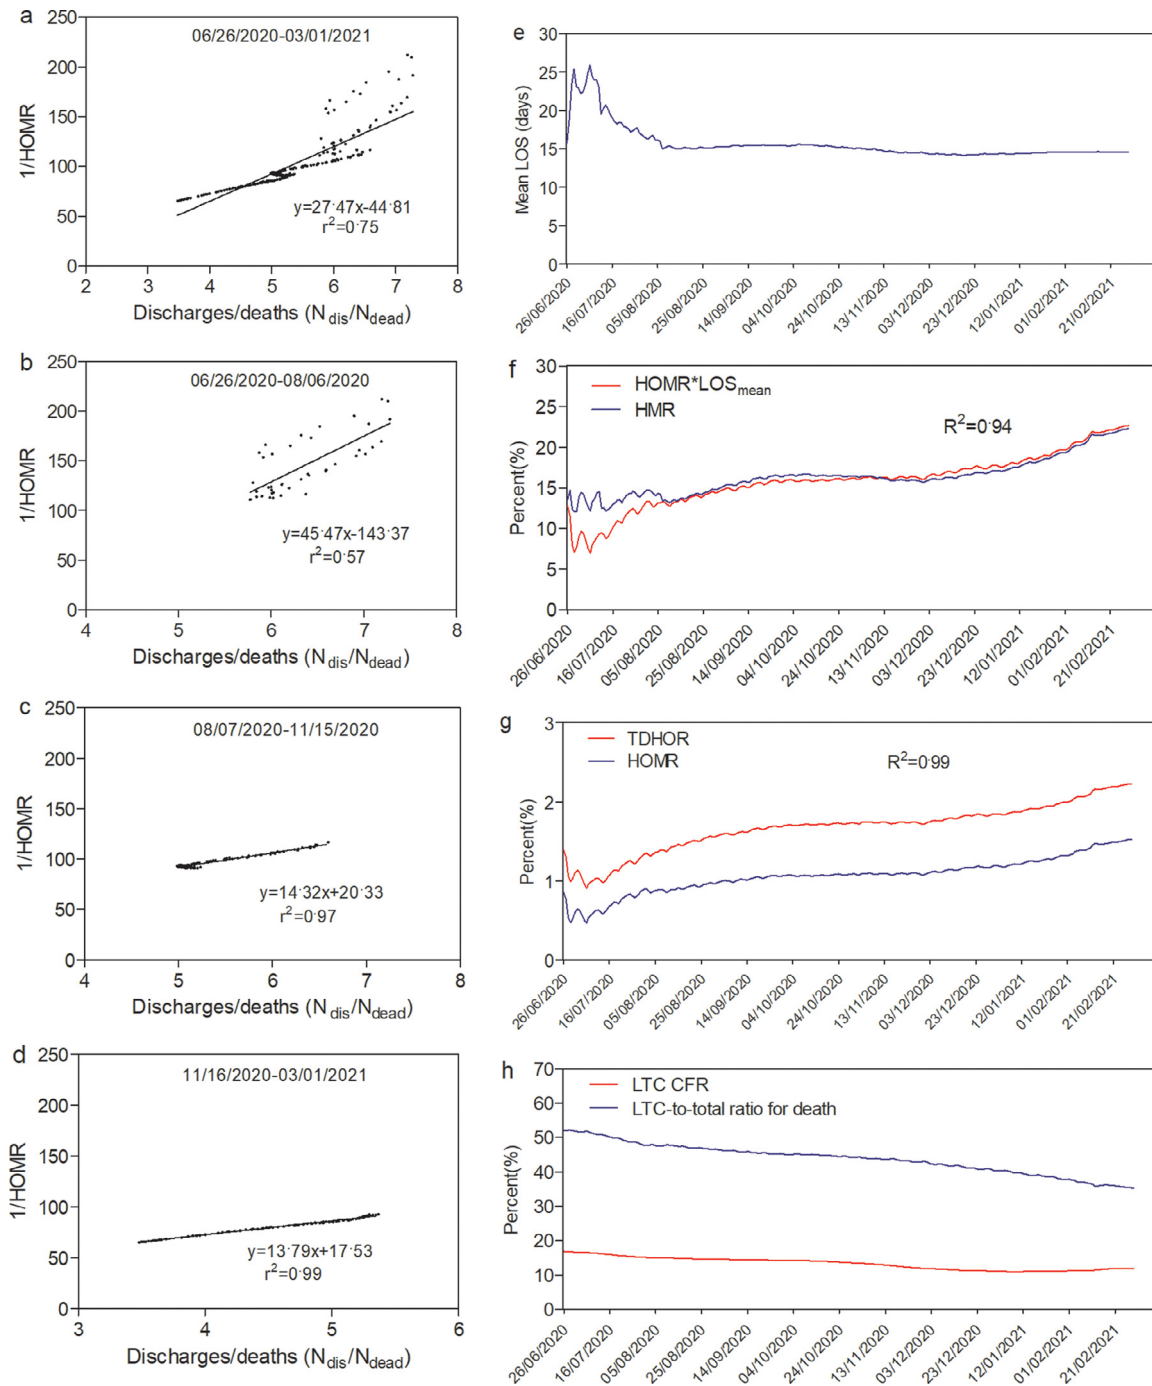 a
250
200
150
100
50
0
1/HOMR
06/26/2020-03/01/2021
y=27·47x-44·81
r²=0·75
2 3 4 5 6 7 8
Discharges/deaths (N_dis/N_dead)
b
250
200
150
100
50
0
1/HOMR
06/26/2020-08/06/2020
y=45·47x-143·37
r²=0·57
4 5 6 7 8
Discharges/deaths (N_dis/N_dead)
c
250
200
150
100
50
0
1/HOMR
08/07/2020-11/15/2020
y=14·32x+20·33
r²=0·97
4 5 6 7 8
Discharges/deaths (N_dis/N_dead)
d
250
200
150
100
50
0
1/HOMR
11/16/2020-03/01/2021
y=13·79x+17·53
r²=0·99
3 4 5 6
Discharges/deaths (N_dis/N_dead)
e
30
25
20
15
10
5
0
Mean LOS (days)
26/06/2020 16/07/2020 05/08/2020 25/08/2020 14/09/2020 04/10/2020 24/10/2020 13/11/2020 03/12/2020 23/12/2020 12/01/2021 01/02/2021 21/02/2021
f
30
25
20
15
10
5
0
Percent(%)
HOMR*LOS_mean
HMR
R²=0·94
26/06/2020 16/07/2020 05/08/2020 25/08/2020 14/09/2020 04/10/2020 24/10/2020 13/11/2020 03/12/2020 23/12/2020 12/01/2021 01/02/2021 21/02/2021
g
3
2
1
0
Percent(%)
TDHOR
HOMR
R²=0·99
26/06/2020 16/07/2020 05/08/2020 25/08/2020 14/09/2020 04/10/2020 24/10/2020 13/11/2020 03/12/2020 23/12/2020 12/01/2021 01/02/2021 21/02/2021
h
70
60
50
40
30
20
10
0
Percent(%)
LTC CFR
LTC-to-total ratio for death
26/06/2020 16/07/2020 05/08/2020 25/08/2020 14/09/2020 04/10/2020 24/10/2020 13/11/2020 03/12/2020 23/12/2020 12/01/2021 01/02/2021 21/02/2021